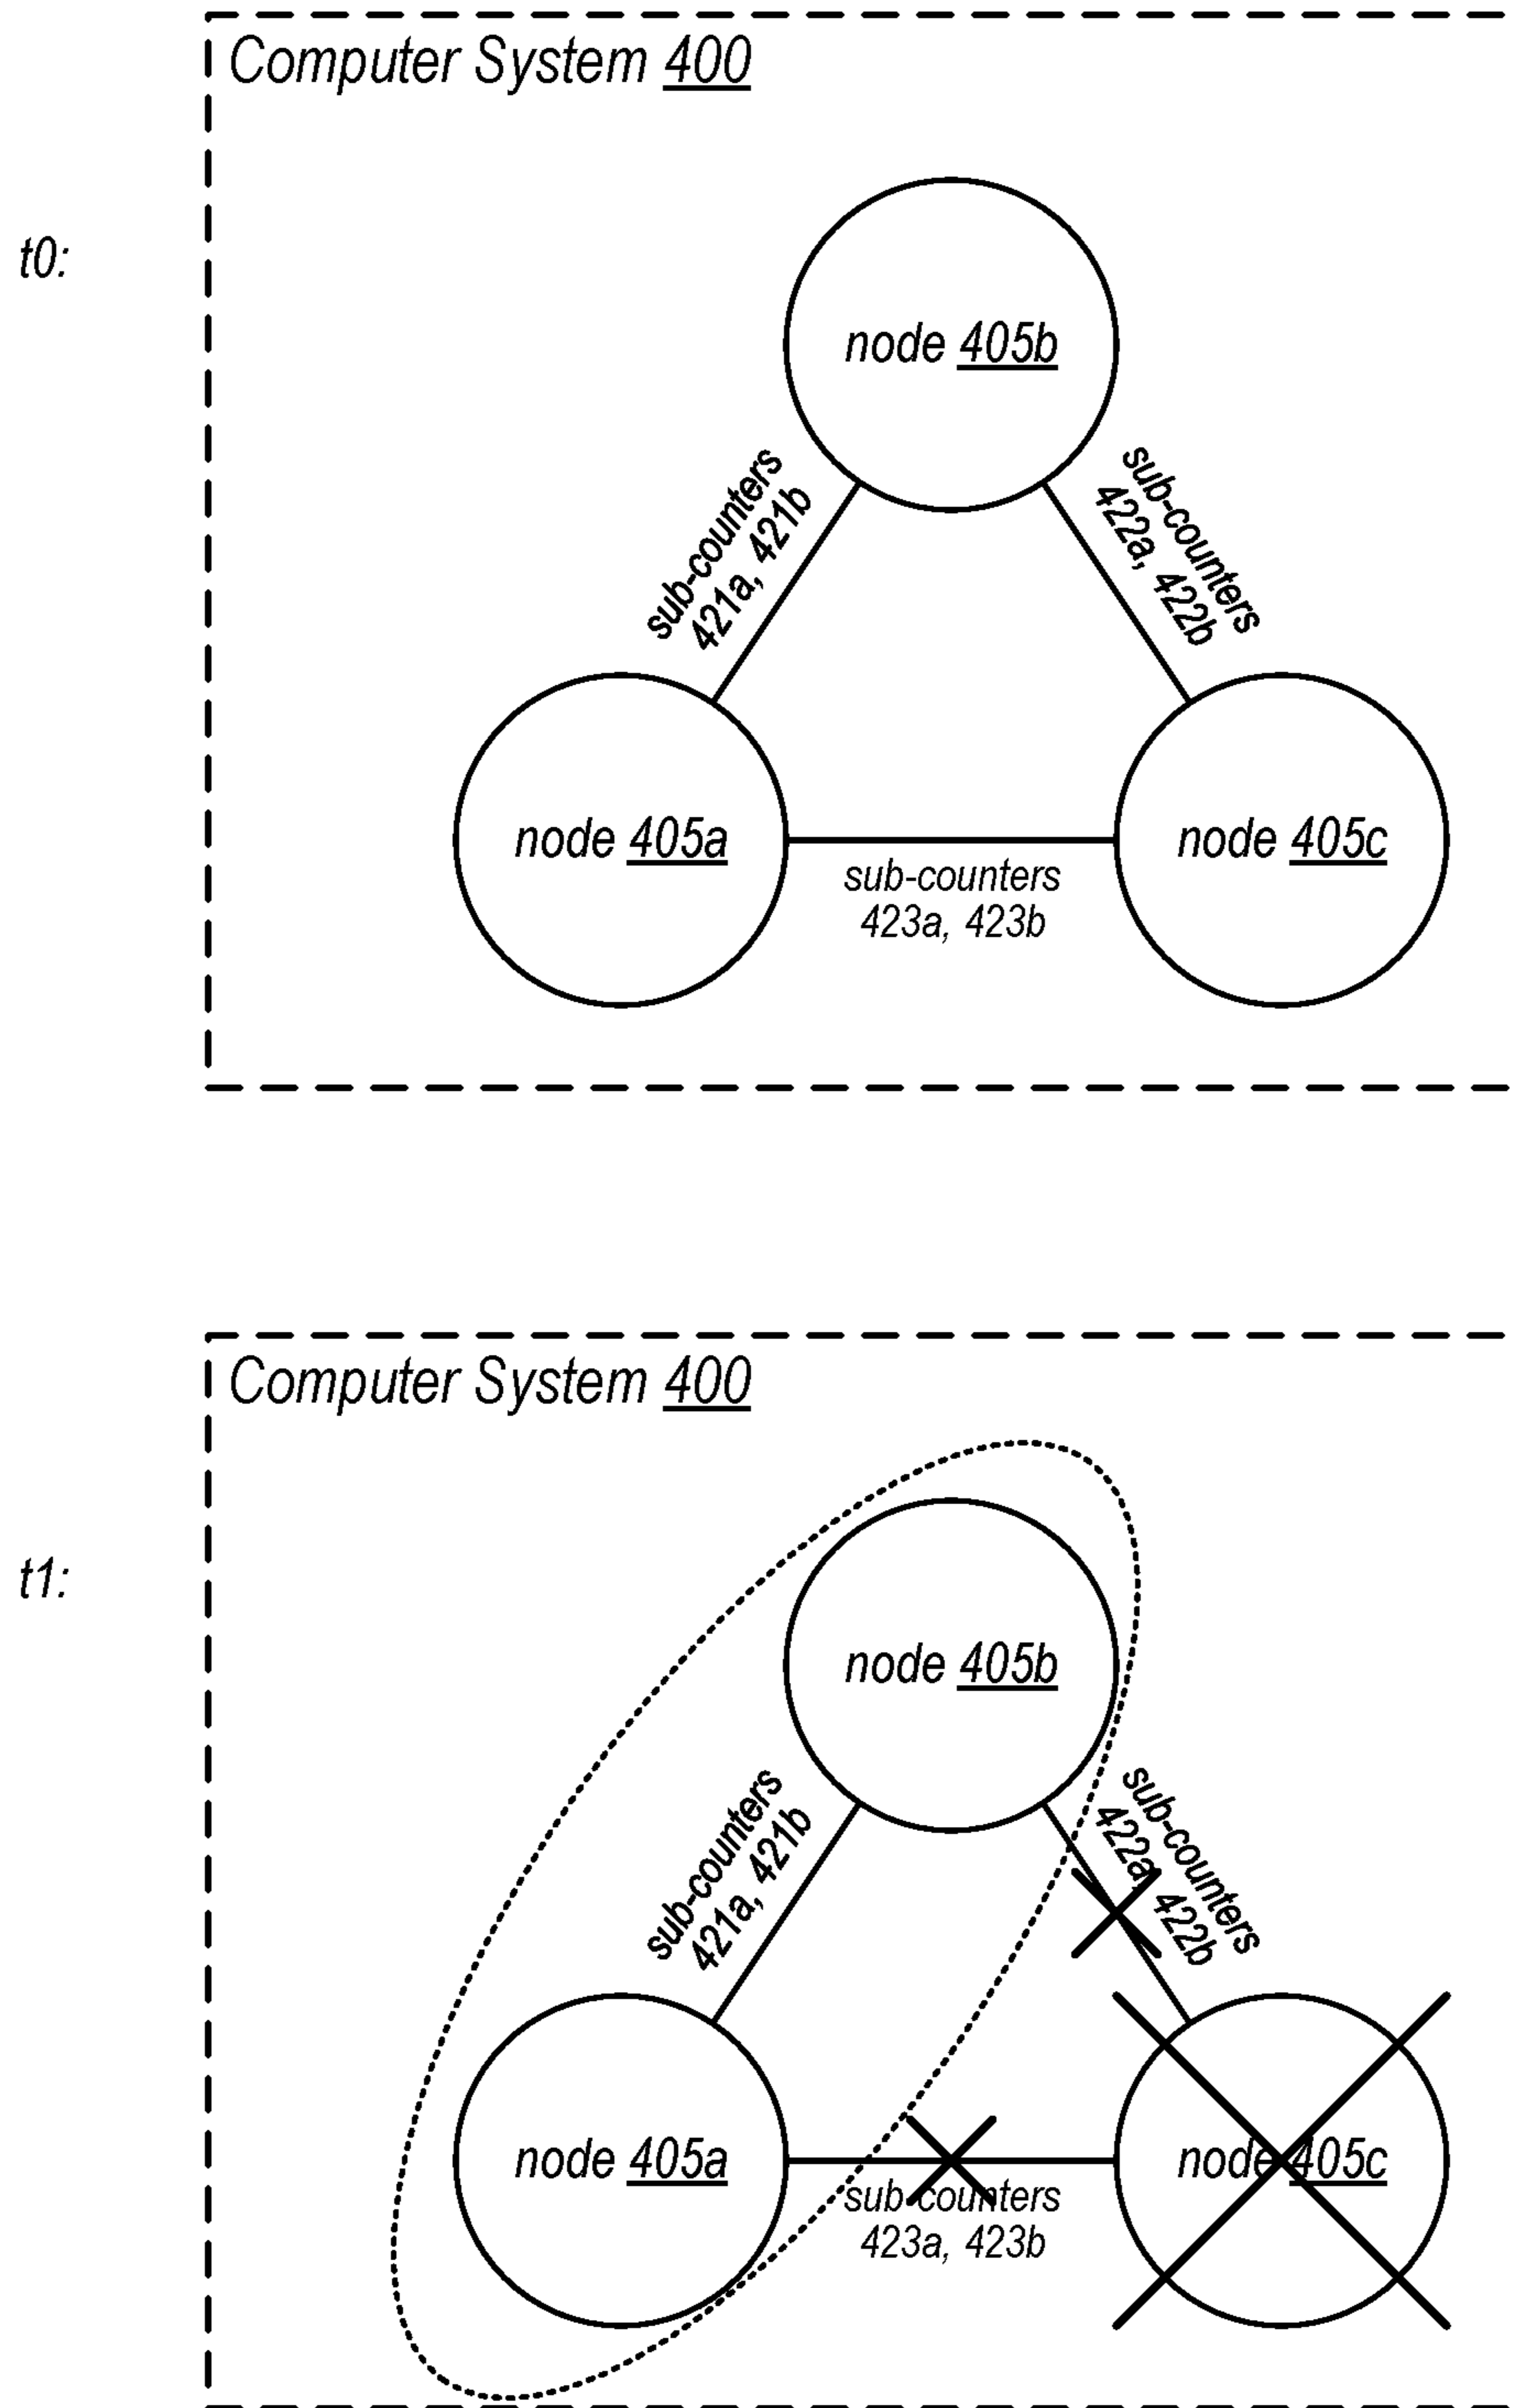 Computer System 400
t0:
node 405b
sub-counters
421a, 421b
sub-counters
422a, 422b
node 405a
node 405c
sub-counters
423a, 423b
Computer System 400
t1:
node 405b
sub-counters
421a, 421b
sub-counters
422a, 422b
node 405a
node 405c
sub-counters
423a, 423b